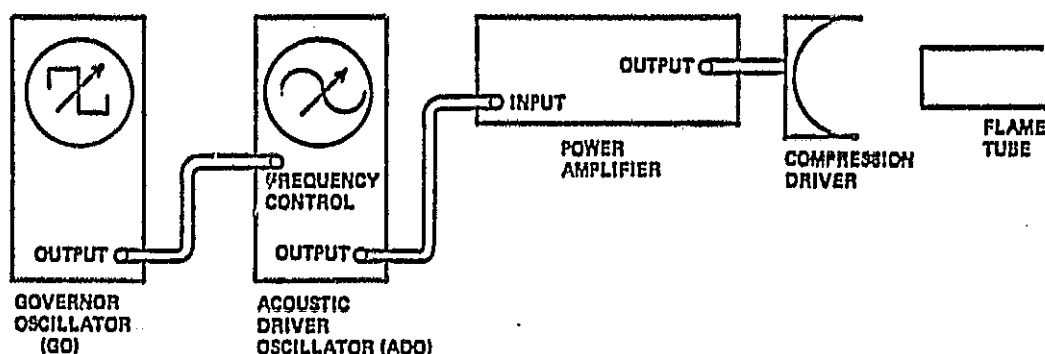 OUTPUT
GOVERNOR
OSCILLATOR
(GO)
FREQUENCY
CONTROL
OUTPUT
ACOUSTIC
DRIVER
OSCILLATOR (ADO)
INPUT
OUTPUT
POWER
AMPLIFIER
COMPRESSION
DRIVER
FLAME
TUBE